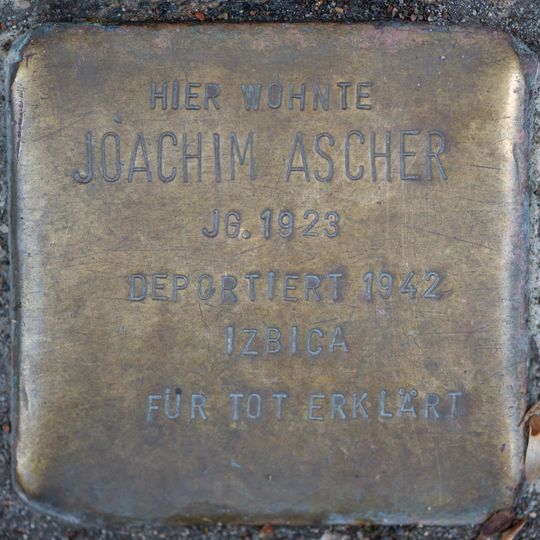 HIER WOHNTE
JOACHIM ASCHER
JG. 1923
DEPORTIERT 1942
IZBICA
FÜR TOT ERKLÄRT